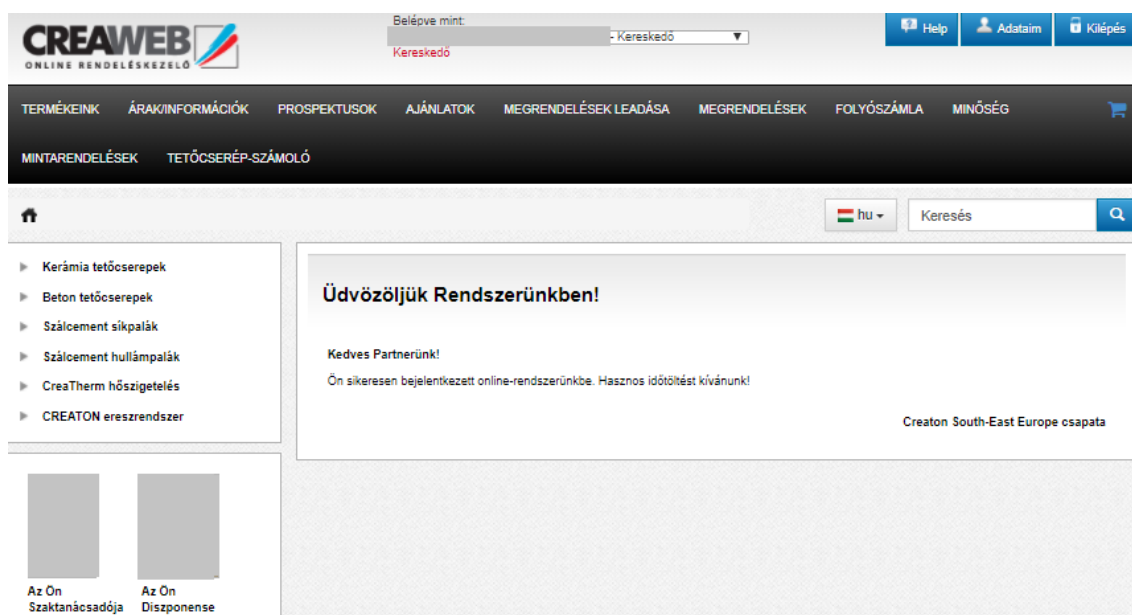 CREAWEB
ONLINE RENDELÉSKEZELŐ
Belépve mint:
- Kereskedő
Kereskedő
Help
Adataim
Kilépés
TERMÉKEINK ÁRAK/INFORMÁCIÓK PROSPEKTUSOK AJÁNLATOK MEGRENDELÉSEK LEADÁSA MEGRENDELÉSEK FOLYÓSZÁMLA MINŐSÉG
MINTARENDELÉSEK TETŐCSERÉP-SZÁMOLÓ
hu
Keresés
Kerámia tetőcserepek
Beton tetőcserepek
Szálcement síkpalák
Szálcement hullámpalák
CreaTherm hőszigetelés
CREATON ereszrendszer
Üdvözöljük Rendszerünkben!
Kedves Partnerünk!
Ön sikeresen bejelentkezett online-rendszerünkbe. Hasznos időtöltést kívánunk!
Creaton South-East Europe csapata
Az Ön
Szaktanácsadója
Az Ön
Diszponense